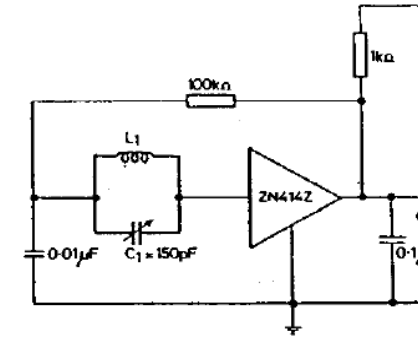 1kΩ
100kΩ
L1
ZN414Z
0·01µF
C1 = 150pF
0·1